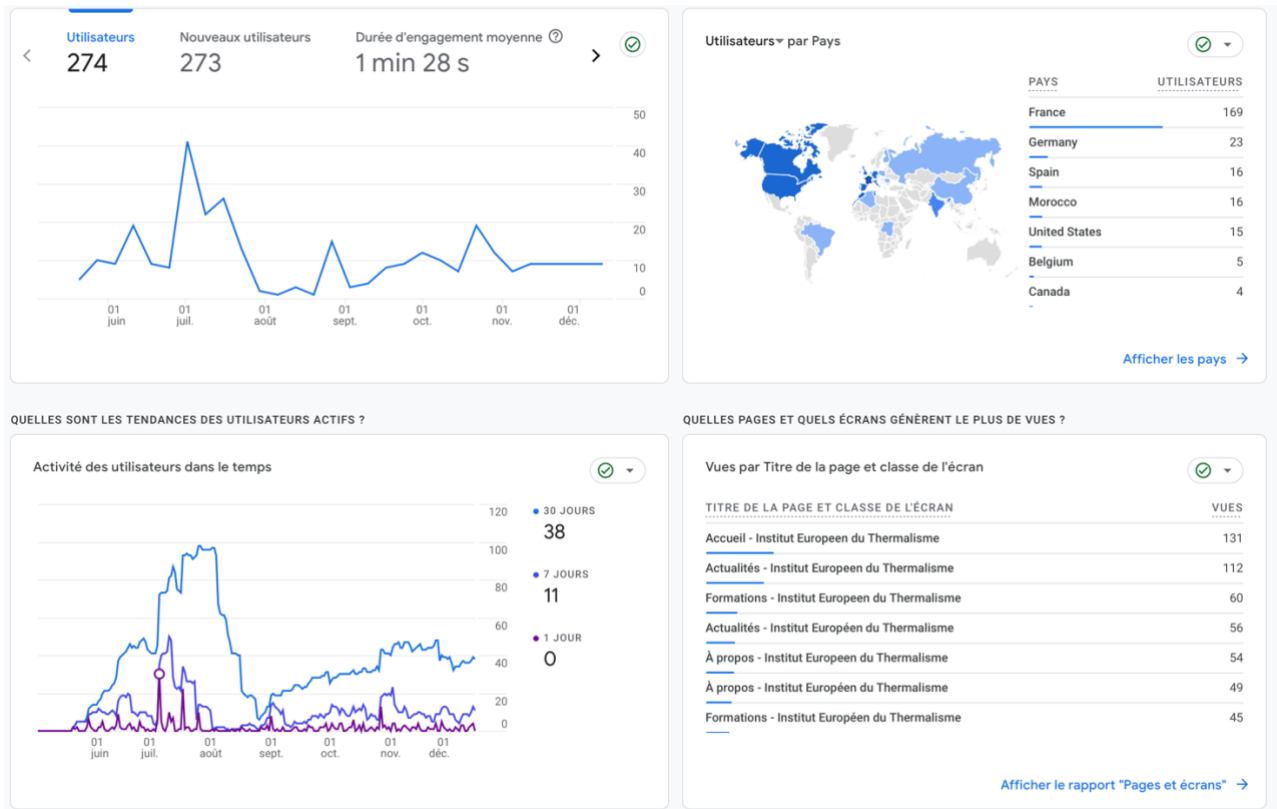 Utilisateurs
274
Nouveaux utilisateurs
273
Durée d'engagement moyenne
1 min 28 s
50
40
30
20
10
0
01 juin
01 juil.
01 août
01 sept.
01 oct.
01 nov.
01 déc.
Utilisateurs par Pays
PAYS UTILISATEURS
France 169
Germany 23
Spain 16
Morocco 16
United States 15
Belgium 5
Canada 4
Afficher les pays
QUELLES SONT LES TENDANCES DES UTILISATEURS ACTIFS ?
Activité des utilisateurs dans le temps
120
100
80
60
40
20
0
01 juin
01 juil.
01 août
01 sept.
01 oct.
01 nov.
01 déc.
30 JOURS
38
7 JOURS
11
1 JOUR
0
QUELLES PAGES ET QUELS ÉCRANS GÉNÈRENT LE PLUS DE VUES ?
Vues par Titre de la page et classe de l'écran
TITRE DE LA PAGE ET CLASSE DE L'ÉCRAN VUES
Accueil - Institut Europeen du Thermalisme 131
Actualités - Institut Europeen du Thermalisme 112
Formations - Institut Europeen du Thermalisme 60
Actualités - Institut Européen du Thermalisme 56
À propos - Institut Europeen du Thermalisme 54
À propos - Institut Européen du Thermalisme 49
Formations - Institut Européen du Thermalisme 45
Afficher le rapport "Pages et écrans"